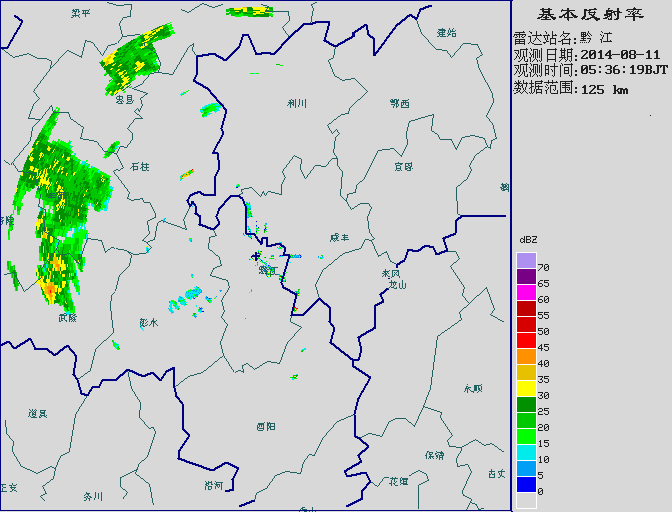 基本反射率
雷达站名:黔 江
观测日期:2014-08-11
观测时间:05:36:19BJT
数据范围:125 km
dBZ
70
65
60
55
50
45
40
35
30
25
20
15
10
5
0
梁平
建始
忠县
利川
鄂西
石柱
宣恩
咸丰
来凤
龙山
武隆
彭水
永顺
道真
酉阳
保靖
古丈
正安
务川
沿河
花垣